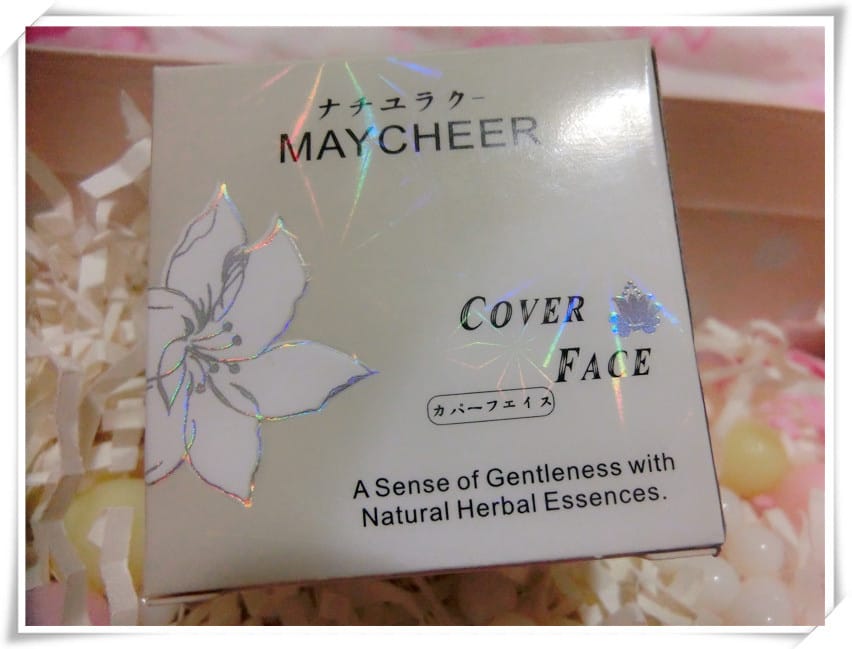 ナチユラクー
MAYCHEER
COVER
FACE
カバーフエイス
A Sense of Gentleness with
Natural Herbal Essences.